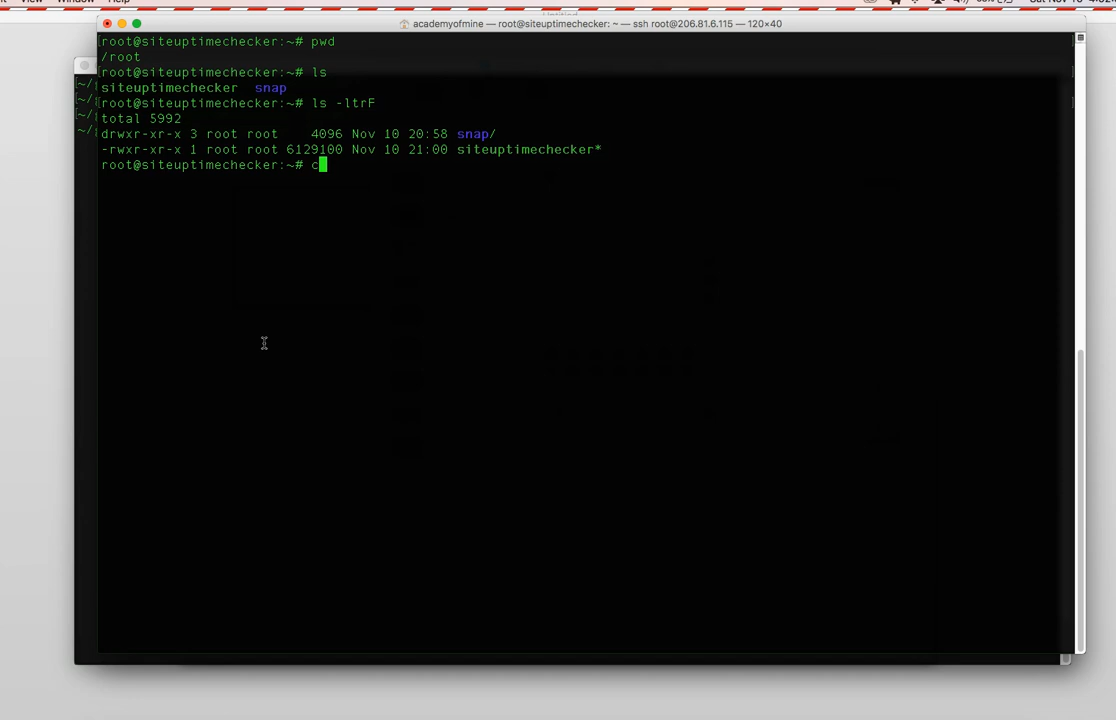 View Window Help
academyofmine — root@siteuptimechecker: ~ — ssh root@206.81.6.115 — 120×40
[root@siteuptimechecker:~# pwd
/root
[root@siteuptimechecker:~# ls
siteuptimechecker snap
[root@siteuptimechecker:~# ls -ltrF
total 5992
drwxr-xr-x 3 root root 4096 Nov 10 20:58 snap/
-rwxr-xr-x 1 root root 6129100 Nov 10 21:00 siteuptimechecker*
root@siteuptimechecker:~# c
[~/
[~/
[~/
~/